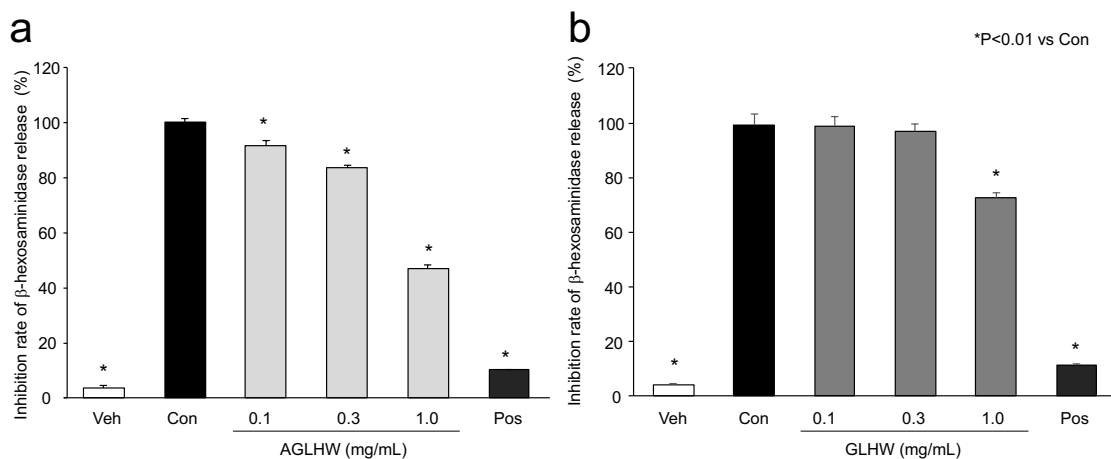 a
Inhibition rate of β-hexosaminidase release (%)
120
100
80
60
40
20
0
*
*
*
*
*
Veh
Con
0.1
0.3
1.0
Pos
AGLHW (mg/mL)
b
*P<0.01 vs Con
Inhibition rate of β-hexosaminidase release (%)
120
100
80
60
40
20
0
*
*
*
Veh
Con
0.1
0.3
1.0
Pos
GLHW (mg/mL)